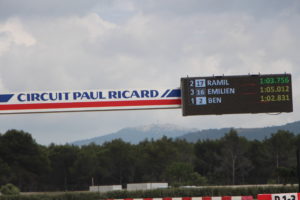 CIRCUIT PAUL RICARD
2 17 RAMIL 1:03.756
3 16 EMILIEN 1:05.012
1 2 BEN 1:02.831